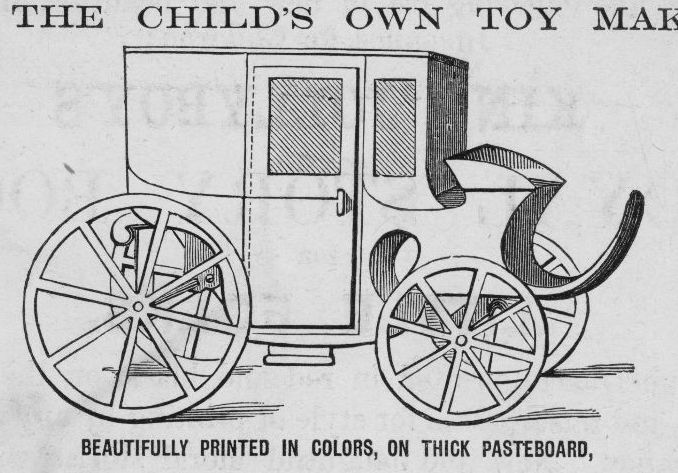 THE CHILD'S OWN TOY MAK
BEAUTIFULLY PRINTED IN COLORS, ON THICK PASTEBOARD,